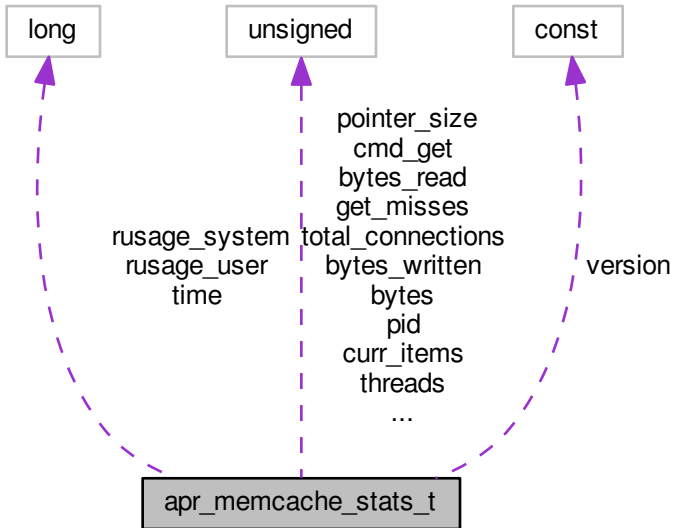 long
unsigned
const
pointer_size
cmd_get
bytes_read
get_misses
total_connections
bytes_written
bytes
pid
curr_items
threads
...
rusage_system
rusage_user
time
version
apr_memcache_stats_t